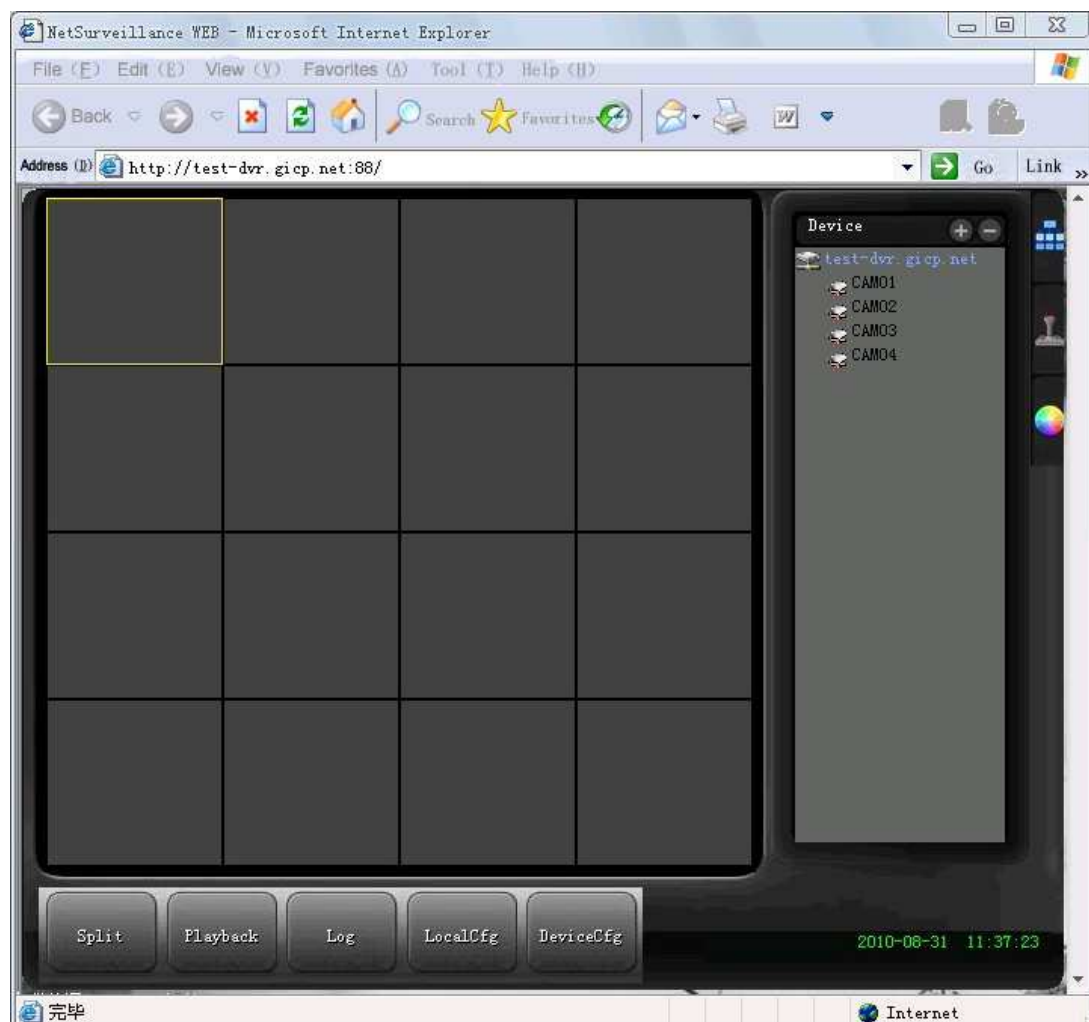 NetSurveillance WEB - Microsoft Internet Explorer
File (F) Edit (E) View (V) Favorites (A) Tool (T) Help (H)
Back Search Favorites W
Address (D) http://test-dvr.gicp.net:88/ Go Link »
Device
test-dvr.gicp.net
CAM01
CAM02
CAM03
CAM04
Split Playback Log LocalCfg DeviceCfg
2010-08-31 11:37:23
完毕 Internet